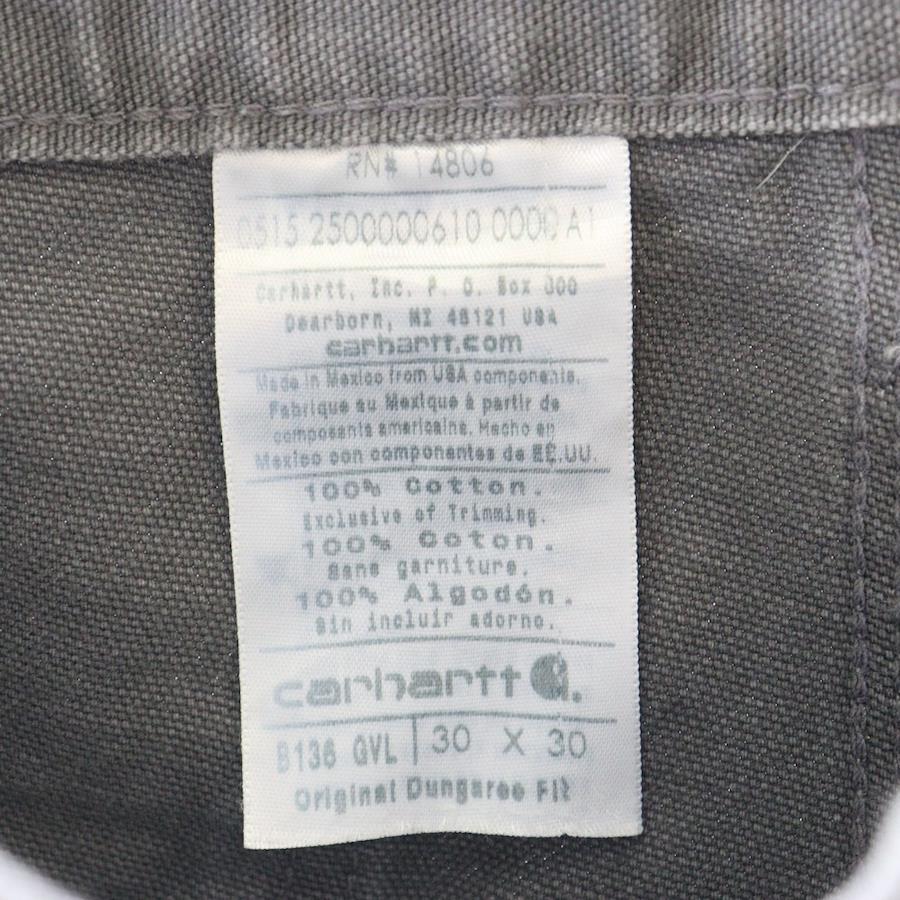 RN# 14806
0515 2500000610 0000 A1
Carhartt, Inc. P. O. Box 600
Dearborn, MI 48121 USA
carhartt.com
Made in Mexico from USA components.
Fabriqué au Mexique à partir de
composants américains. Hecho en
Mexico con componentes de EE.UU.
100% Cotton.
Exclusive of Trimming.
100% Coton.
Sans garniture.
100% Algodón.
Sin incluir adorno.
carhartt
B136 GVL 30 X 30
Original Dungaree Fit